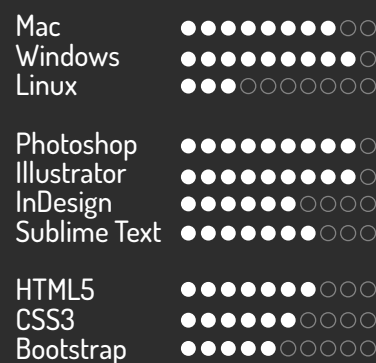 Mac
Windows
Linux
Photoshop
Illustrator
InDesign
Sublime Text
HTML5
CSS3
Bootstrap